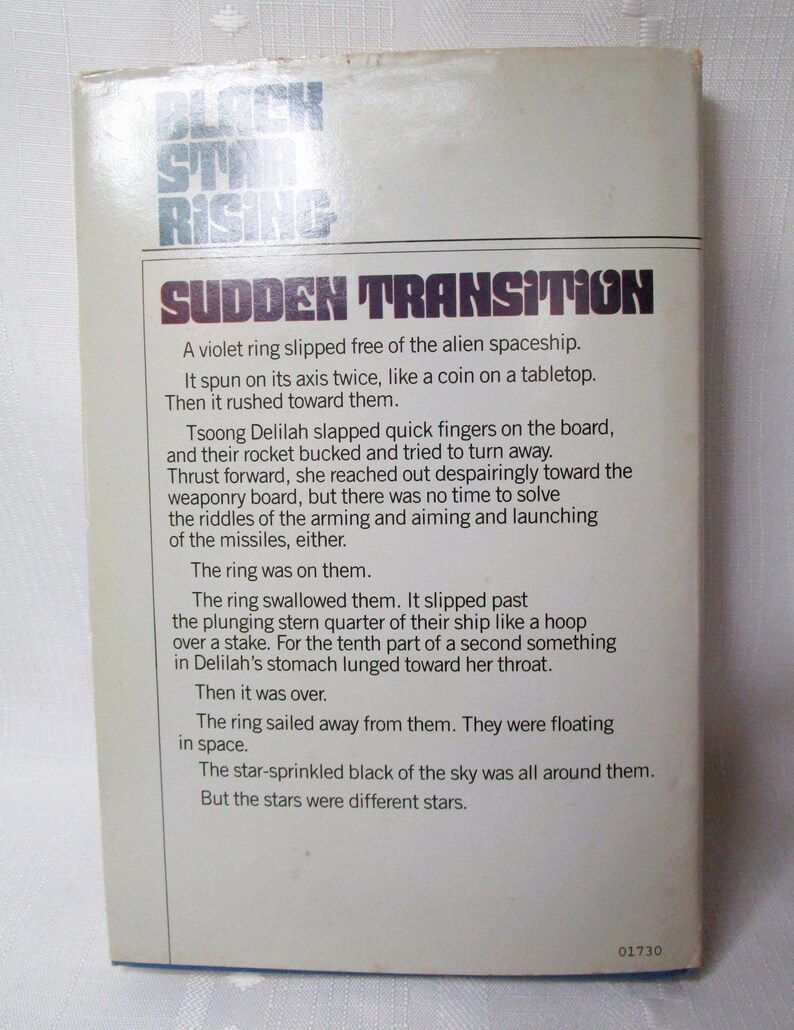 BLACK
STAR
RISING
SUDDEN TRANSITION
A violet ring slipped free of the alien spaceship.
It spun on its axis twice, like a coin on a tabletop.
Then it rushed toward them.
Tsoong Delilah slapped quick fingers on the board,
and their rocket bucked and tried to turn away.
Thrust forward, she reached out despairingly toward the
weaponry board, but there was no time to solve
the riddles of the arming and aiming and launching
of the missiles, either.
The ring was on them.
The ring swallowed them. It slipped past
the plunging stern quarter of their ship like a hoop
over a stake. For the tenth part of a second something
in Delilah's stomach lunged toward her throat.
Then it was over.
The ring sailed away from them. They were floating
in space.
The star-sprinkled black of the sky was all around them.
But the stars were different stars.
01730